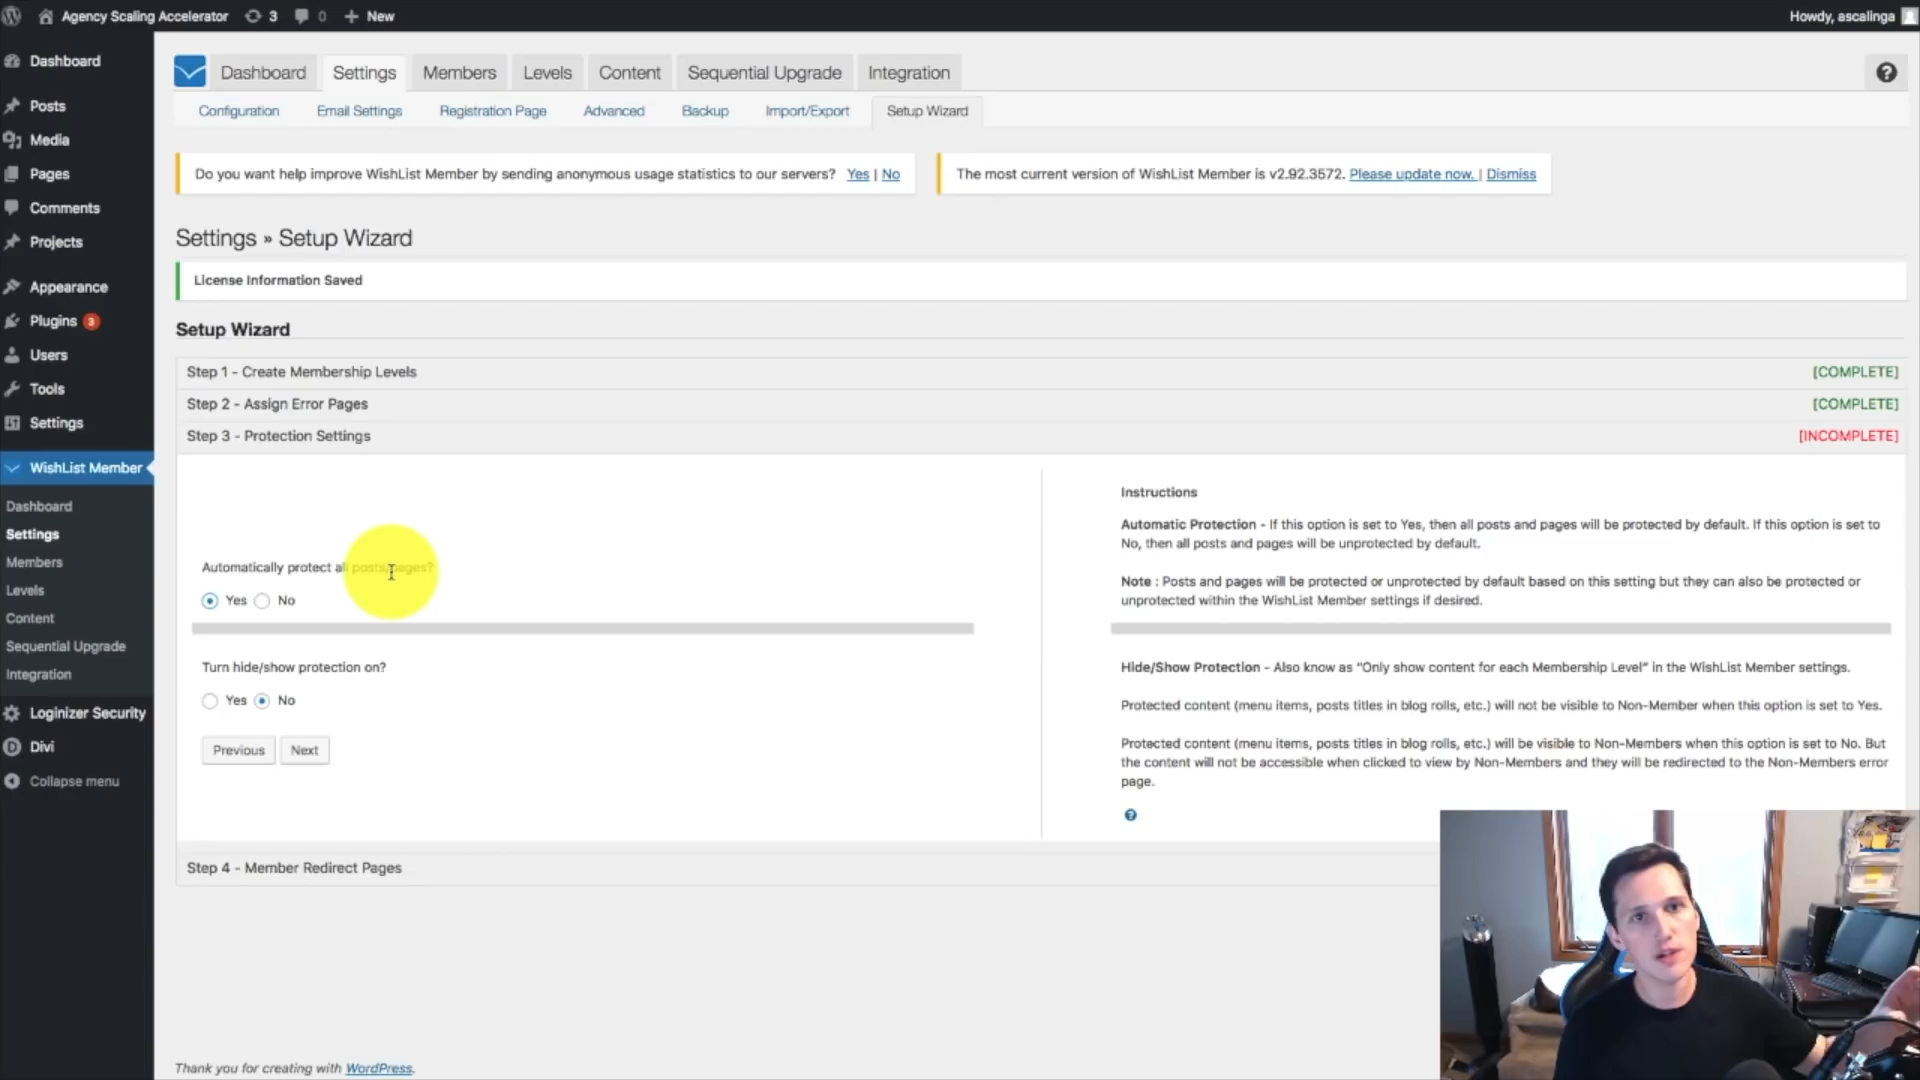 Agency Scaling Accelerator 3 0 New Howdy, ascalinga
Dashboard
Posts
Media
Pages
Comments
Projects
Appearance
Plugins 3
Users
Tools
Settings
WishList Member
Dashboard
Settings
Members
Levels
Content
Sequential Upgrade
Integration
Loginizer Security
Divi
Collapse menu
Dashboard Settings Members Levels Content Sequential Upgrade Integration
Configuration Email Settings Registration Page Advanced Backup Import/Export Setup Wizard
Do you want help improve WishList Member by sending anonymous usage statistics to our servers? Yes | No
The most current version of WishList Member is v2.92.3572. Please update now. | Dismiss
Settings » Setup Wizard
License Information Saved
Setup Wizard
Step 1 - Create Membership Levels [COMPLETE]
Step 2 - Assign Error Pages [COMPLETE]
Step 3 - Protection Settings [INCOMPLETE]
Automatically protect all posts/pages?
Yes No
Turn hide/show protection on?
Yes No
Previous Next
Instructions
Automatic Protection - If this option is set to Yes, then all posts and pages will be protected by default. If this option is set to
No, then all posts and pages will be unprotected by default.
Note : Posts and pages will be protected or unprotected by default based on this setting but they can also be protected or
unprotected within the WishList Member settings if desired.
Hide/Show Protection - Also know as "Only show content for each Membership Level" in the WishList Member settings.
Protected content (menu items, posts titles in blog rolls, etc.) will not be visible to Non-Member when this option is set to Yes.
Protected content (menu items, posts titles in blog rolls, etc.) will be visible to Non-Members when this option is set to No. But
the content will not be accessible when clicked to view by Non-Members and they will be redirected to the Non-Members error
page.
Step 4 - Member Redirect Pages
Thank you for creating with WordPress.